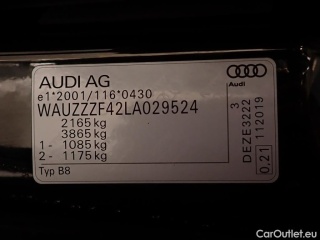 AUDI AG
e1*2001/116*0430
WAUZZZF42LA029524
2165 kg
3865 kg
1- 1085 kg
2- 1175 kg
Typ B8
Audi
DEZE3222 3
0.21 112019
CarOutlet.eu